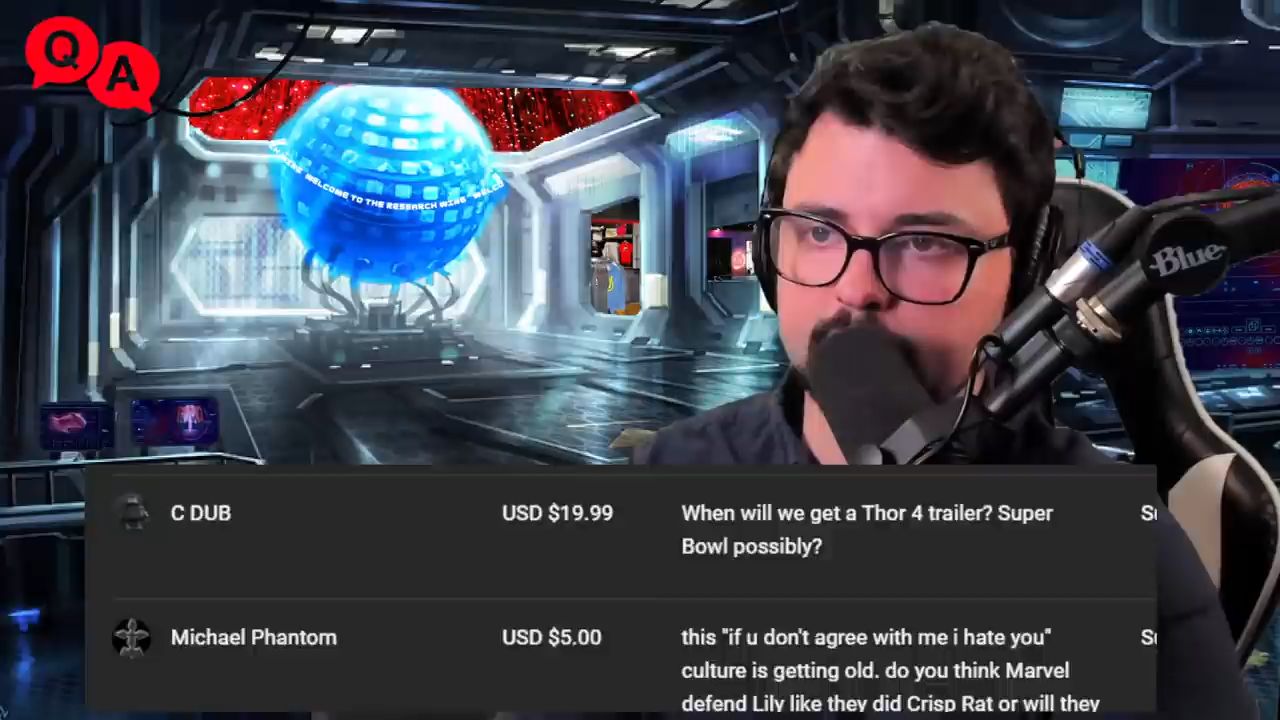 Q A
WELCOME TO THE RESEARCH WING
Blue
C DUB
USD $19.99
When will we get a Thor 4 trailer? Super
Bowl possibly?
Michael Phantom
USD $5.00
this "if u don't agree with me i hate you"
culture is getting old. do you think Marvel
defend Lily like they did Crisp Rat or will they